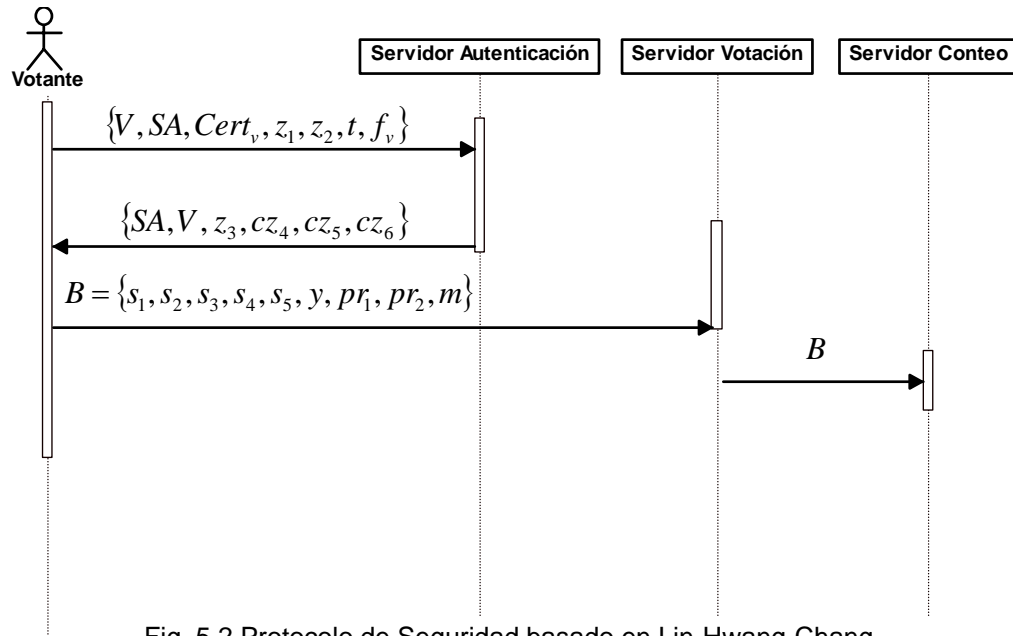 Votante
Servidor Autenticación
Servidor Votación
Servidor Conteo
{V, SA, Cert_v, z_1, z_2, t, f_v}
{SA, V, z_3, cz_4, cz_5, cz_6}
B = {s_1, s_2, s_3, s_4, s_5, y, pr_1, pr_2, m}
B
Fig. 5.2 Protocolo de Seguridad basado en Lin-Hwang-Chang